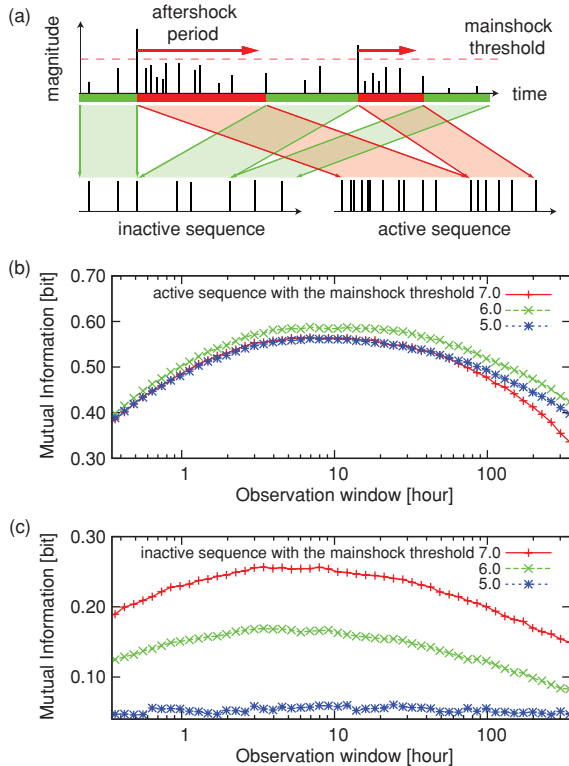 (a)
aftershock
period
mainshock
threshold
magnitude
time
inactive sequence
active sequence
(b)
0.70
0.60
0.50
0.40
0.30
Mutual Information [bit]
active sequence with the mainshock threshold 7.0
6.0
5.0
1
10
100
Observation window [hour]
(c)
0.30
0.20
0.10
Mutual Information [bit]
inactive sequence with the mainshock threshold 7.0
6.0
5.0
1
10
100
Observation window [hour]